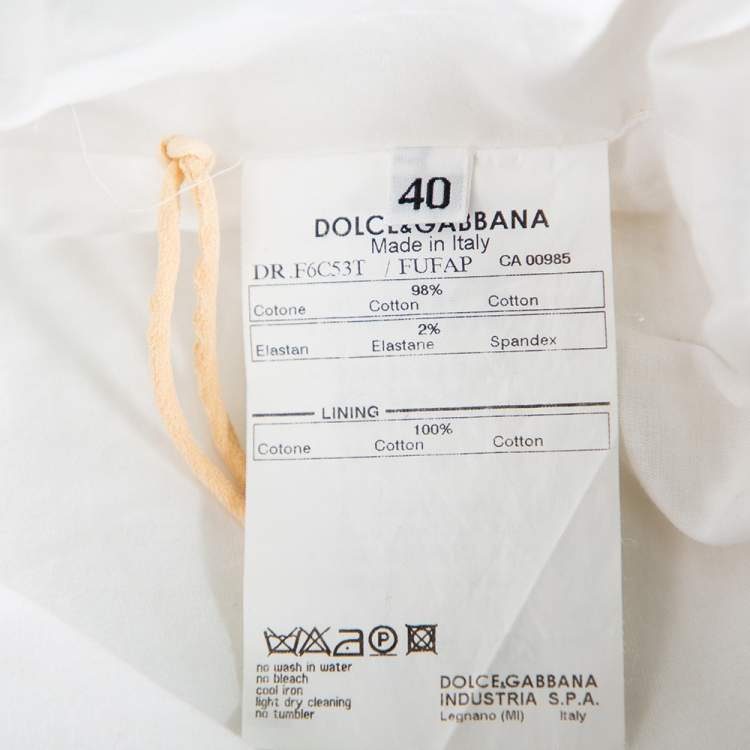 40
DOLCE&GABBANA
Made in Italy
DR.F6C53T / FUFAP CA 00985
98%
Cotone Cotton Cotton
2%
Elastan Elastane Spandex
LINING
100%
Cotone Cotton Cotton
P
no wash in water
no bleach
cool iron
light dry cleaning
no tumbler
DOLCE&GABBANA
INDUSTRIA S.P.A.
Legnano (MI) Italy